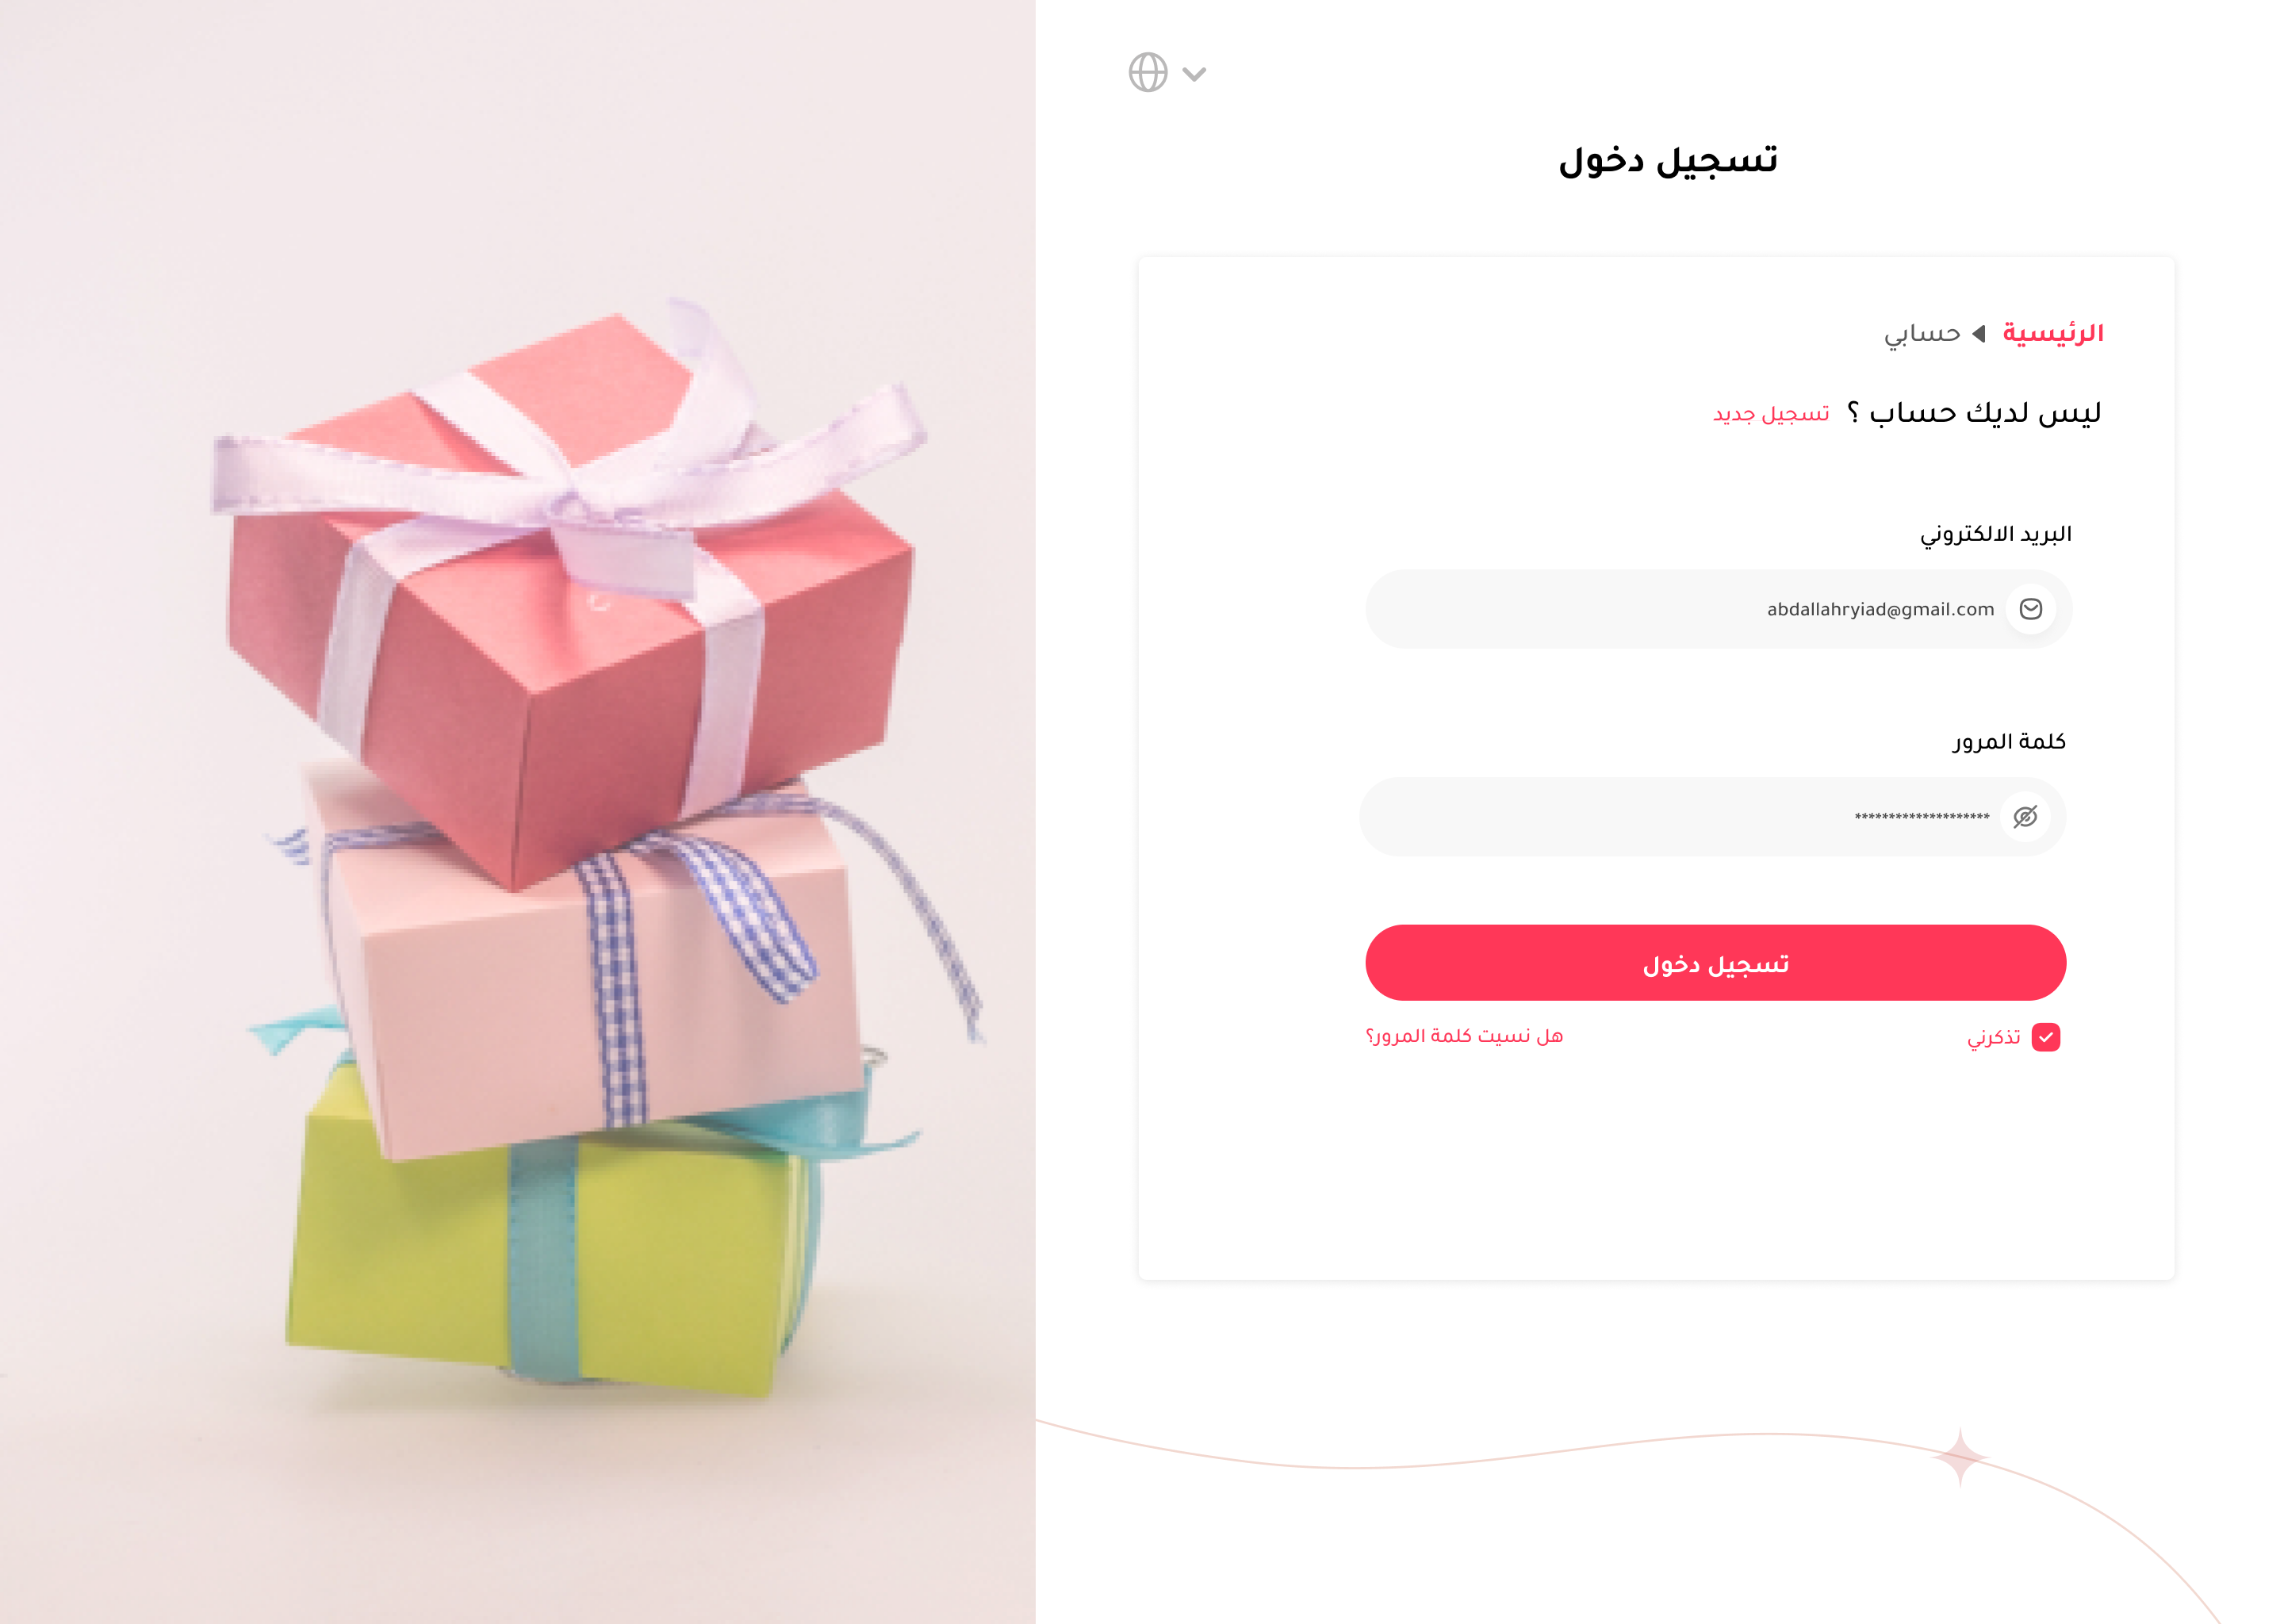 تسجيل دخول
الرئيسية حسابي
ليس لديك حساب ؟ تسجيل جديد
البريد الالكتروني
abdallahryiad@gmail.com
كلمة المرور
********************
تسجيل دخول
تذكرني هل نسيت كلمة المرور؟